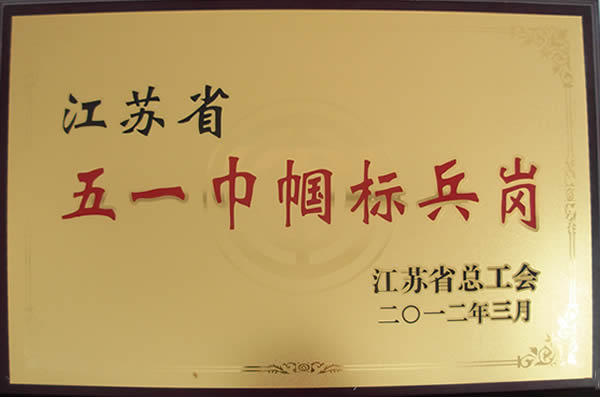 江苏省
五一巾帼标兵岗
江苏省总工会
二〇一二年三月